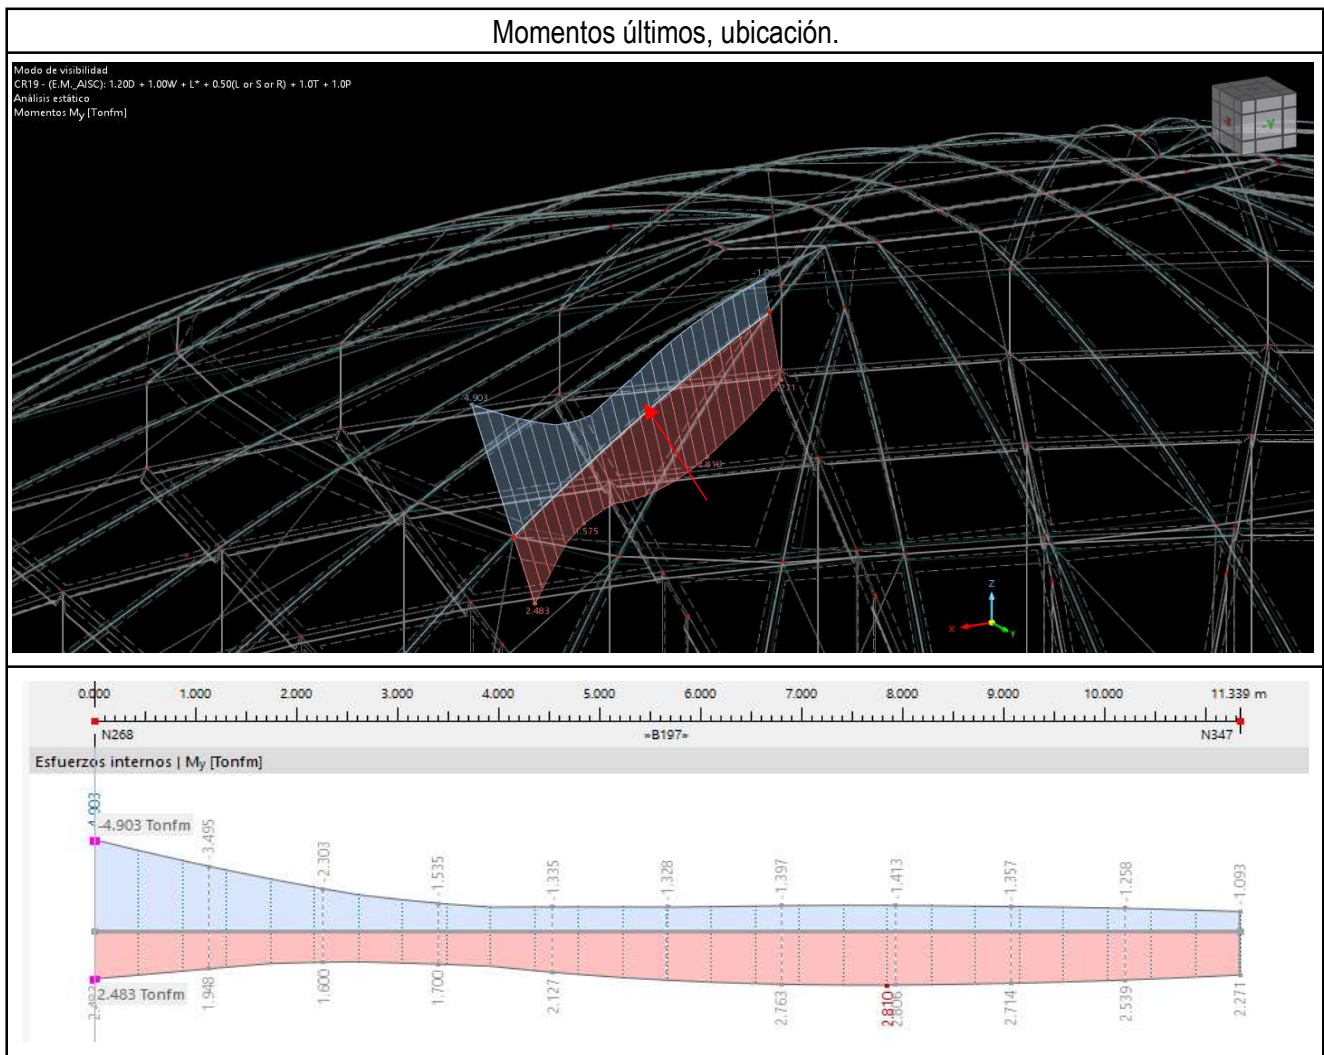 Momentos últimos, ubicación.
Modo de visibilidad
CR19 - (E.M._AISC): 1.20D + 1.00W + L* + 0.50(L or S or R) + 1.0T + 1.0P
Análisis estático
Momentos My [Tonfm]
-X -Y
-4.903
2.483
Z
X Y
0.000 1.000 2.000 3.000 4.000 5.000 6.000 7.000 8.000 9.000 10.000 11.339 m
N268 »B197» N347
Esfuerzos internos | My [Tonfm]
-4.903 Tonfm
-3.495 -2.303 -1.535 -1.335 -1.328 -1.397 -1.413 -1.357 -1.258 -1.093
2.483 Tonfm
1.948 1.600 1.700 2.127 2.763 2.810 2.806 2.714 2.539 2.271